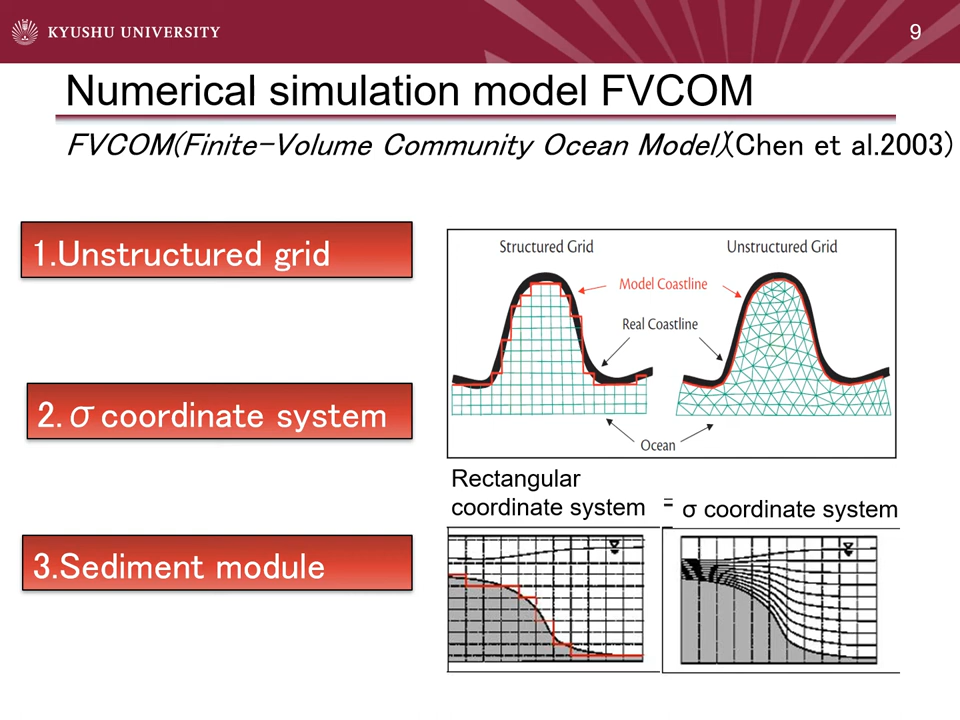 KYUSHU UNIVERSITY
9
Numerical simulation model FVCOM
FVCOM(Finite-Volume Community Ocean Model)(Chen et al.2003)
1.Unstructured grid
2.σ coordinate system
3.Sediment module
Structured Grid
Unstructured Grid
Model Coastline
Real Coastline
Ocean
Rectangular
coordinate system
σ coordinate system